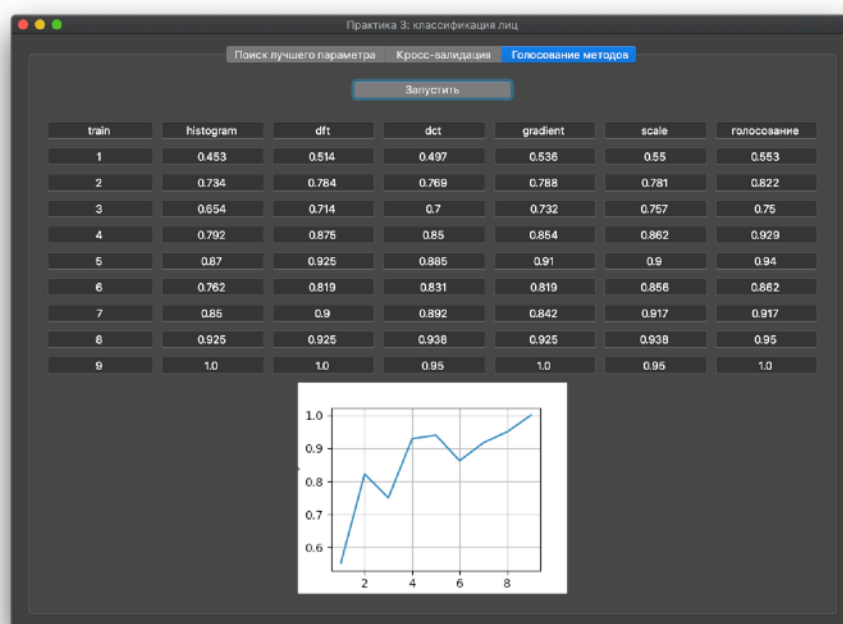 Практика 3: классификация лиц
Поиск лучшего параметра Кросс-валидация Голосование методов
Запустить
train histogram dft dct gradient scale голосование
1 0.453 0.514 0.497 0.536 0.55 0.553
2 0.734 0.784 0.769 0.788 0.781 0.822
3 0.654 0.714 0.7 0.732 0.757 0.75
4 0.792 0.875 0.85 0.854 0.862 0.929
5 0.87 0.925 0.885 0.91 0.9 0.94
6 0.762 0.819 0.831 0.819 0.856 0.862
7 0.85 0.9 0.892 0.842 0.917 0.917
8 0.925 0.925 0.938 0.925 0.938 0.95
9 1.0 1.0 0.95 1.0 0.95 1.0
1.0
0.9
0.8
0.7
0.6
2 4 6 8